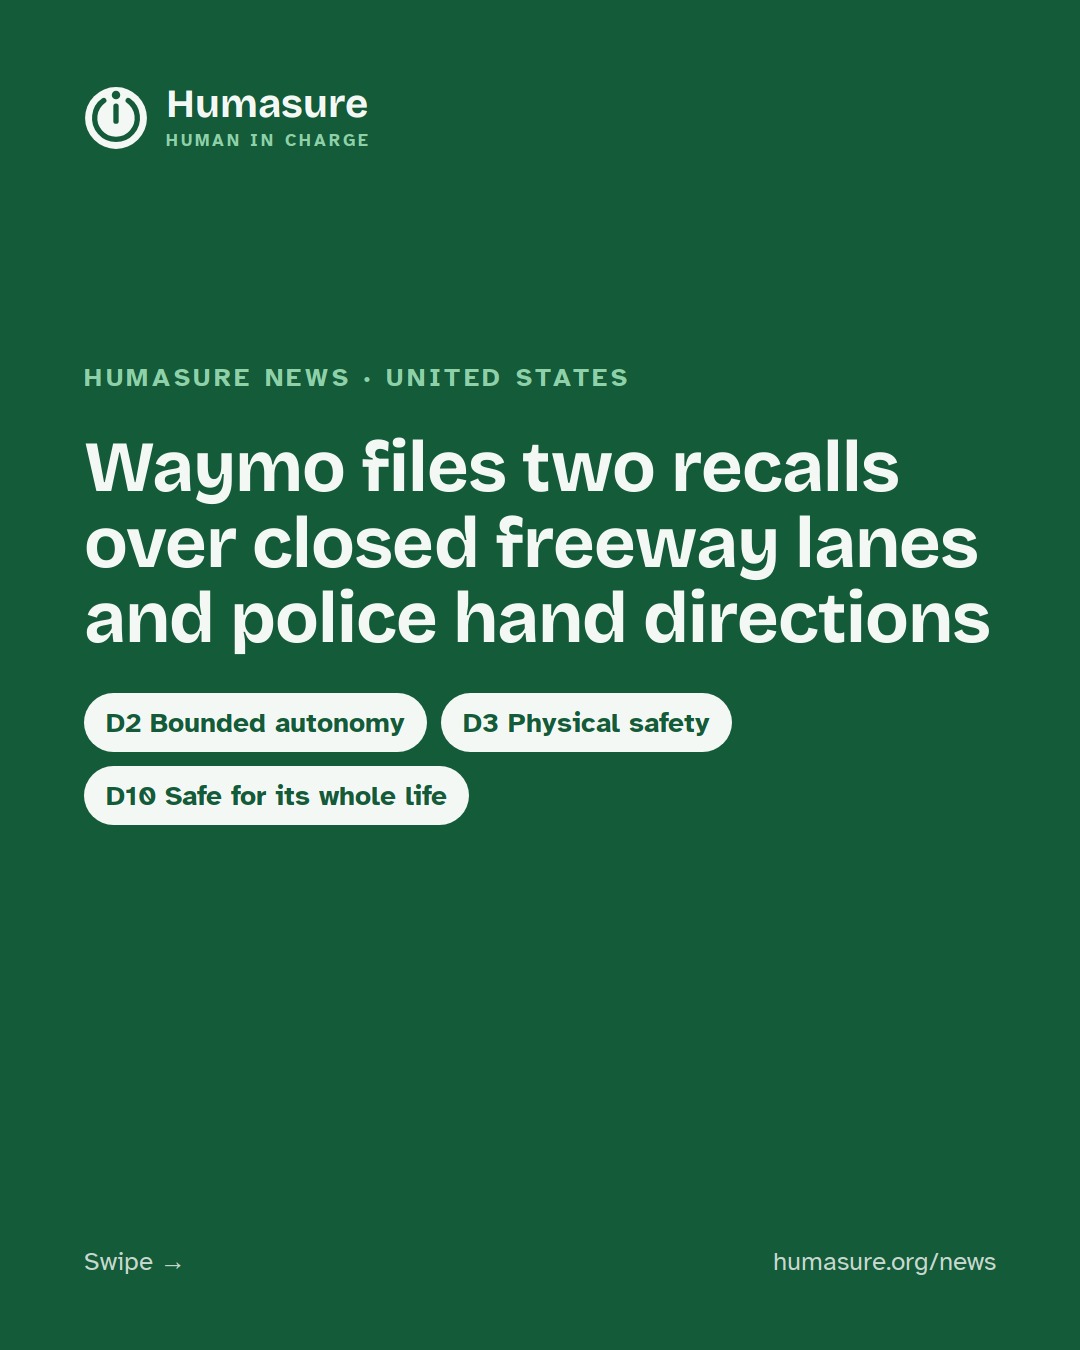 Humasure
HUMAN IN CHARGE
HUMASURE NEWS · UNITED STATES
Waymo files two recalls
over closed freeway lanes
and police hand directions
D2 Bounded autonomy
D3 Physical safety
D10 Safe for its whole life
Swipe →
humasure.org/news